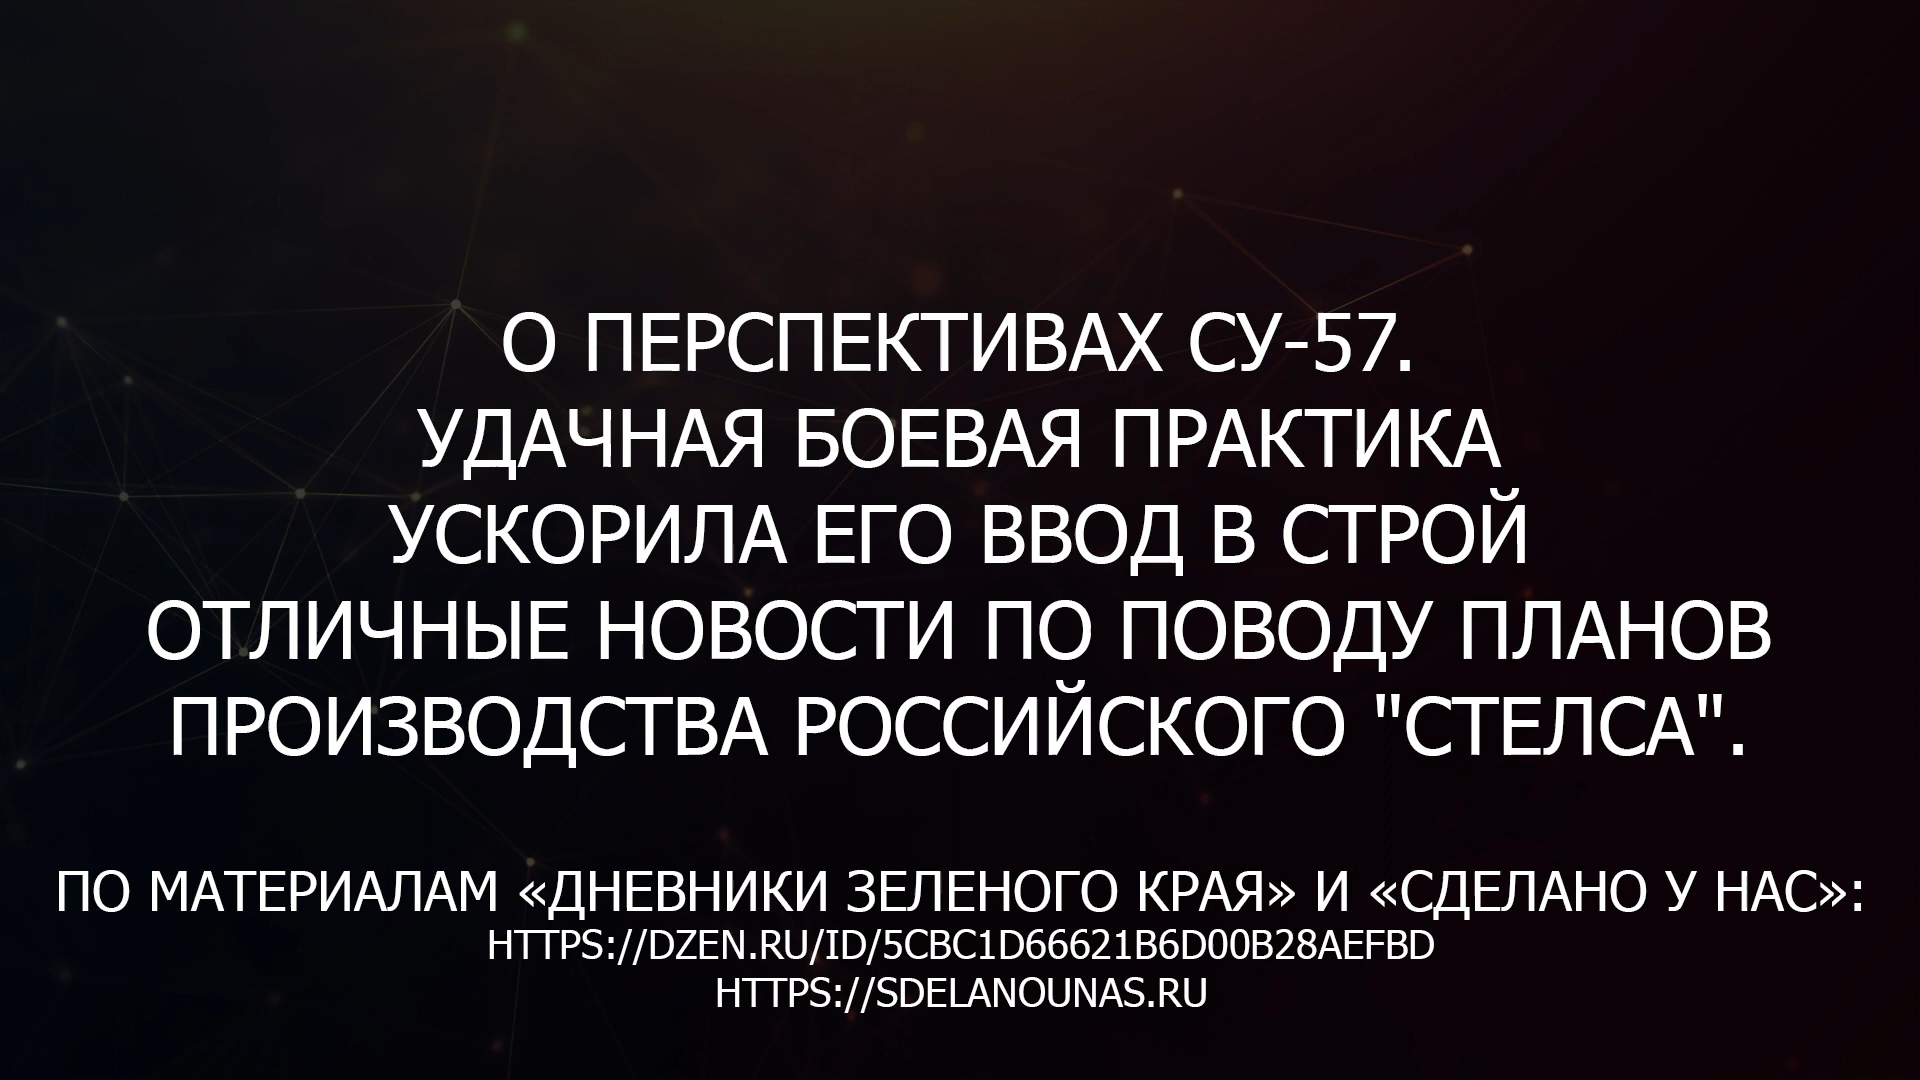 О ПЕРСПЕКТИВАХ СУ-57.
УДАЧНАЯ БОЕВАЯ ПРАКТИКА
УСКОРИЛА ЕГО ВВОД В СТРОЙ
ОТЛИЧНЫЕ НОВОСТИ ПО ПОВОДУ ПЛАНОВ
ПРОИЗВОДСТВА РОССИЙСКОГО "СТЕЛСА".
ПО МАТЕРИАЛАМ «ДНЕВНИКИ ЗЕЛЕНОГО КРАЯ» И «СДЕЛАНО У НАС»:
HTTPS://DZEN.RU/ID/5CBC1D66621B6D00B28AEFBD
HTTPS://SDELANOUNAS.RU